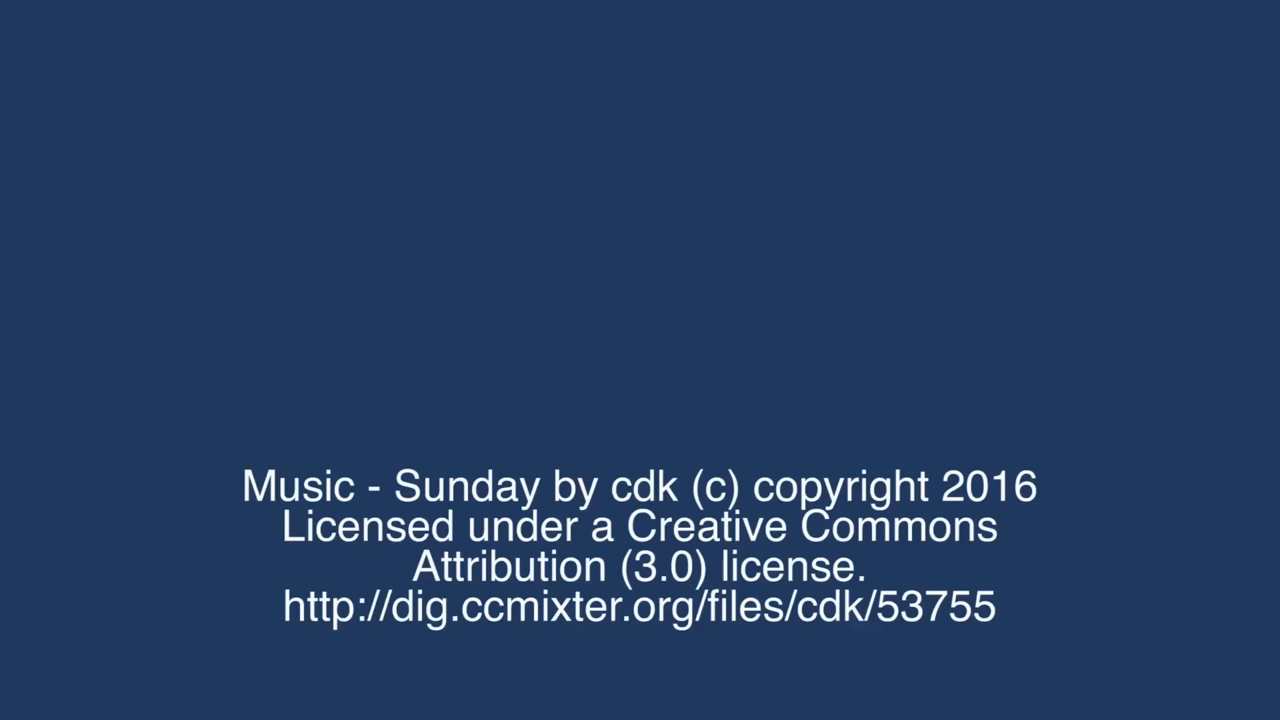 Music - Sunday by cdk (c) copyright 2016
Licensed under a Creative Commons
Attribution (3.0) license.
http://dig.ccmixter.org/files/cdk/53755